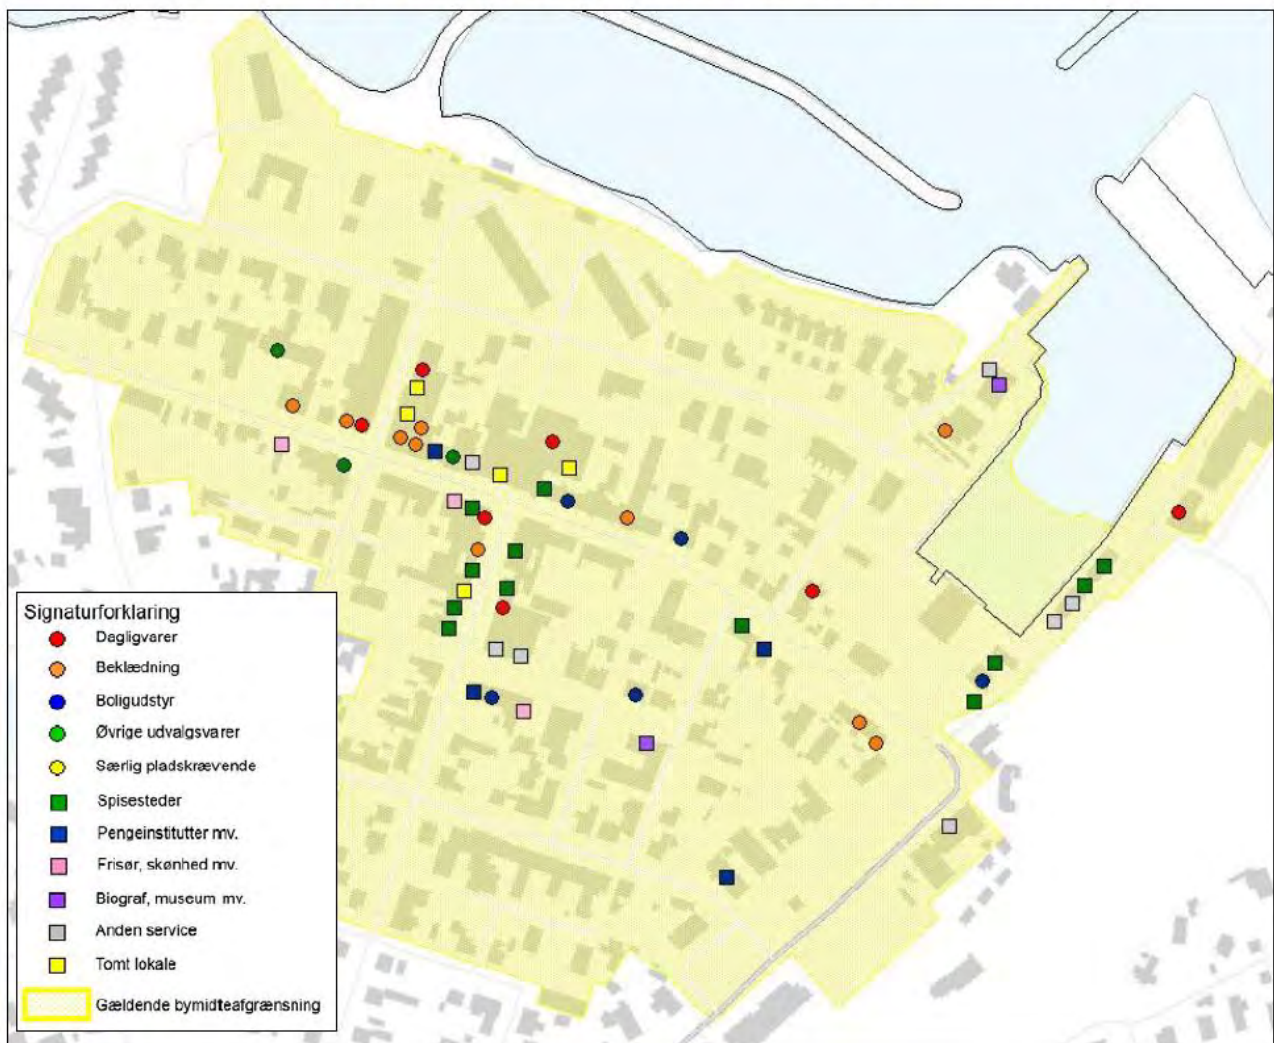 Signaturforklaring
Dagligvarer
Beklædning
Boligudstyr
Øvrige udvalgsvarer
Særlig pladskrævende
Spisesteder
Pengeinstitutter mv.
Frisør, skønhed mv.
Biograf, museum mv.
Anden service
Tomt lokale
Gældende bymidteafgrænsning